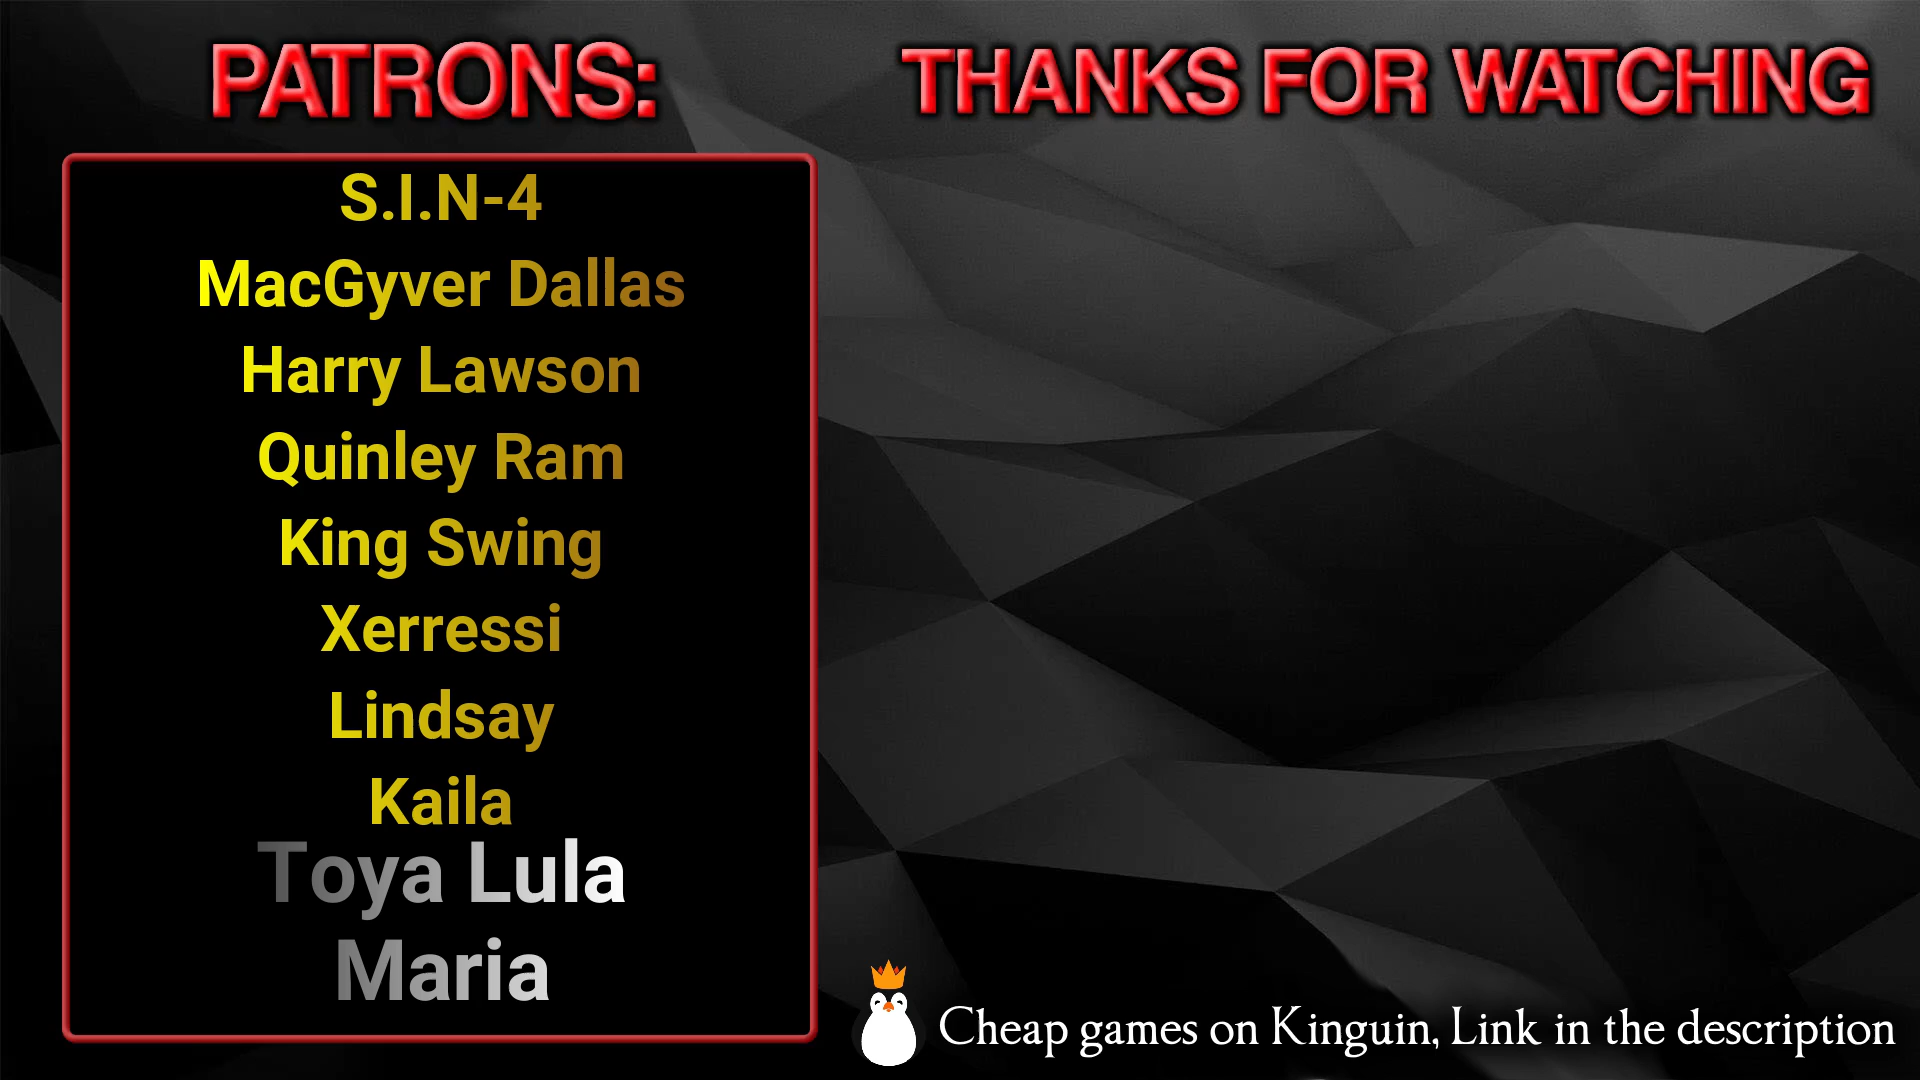 PATRONS:
THANKS FOR WATCHING
S.I.N-4
MacGyver Dallas
Harry Lawson
Quinley Ram
King Swing
Xerressi
Lindsay
Kaila
Toya Lula
Maria
Cheap games on Kinguin, Link in the description